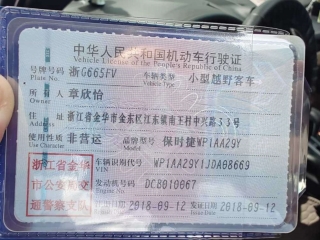 中华人民共和国机动车行驶证
Vehicle License of the People's Republic of China
号牌号码 浙G665FV 车辆类型 小型越野客车
Plate No. Vehicle Type
所有人 章欣怡
Owner
住址 浙江省金华市金东区江东镇南王村中兴路33号
Address
使用性质 非营运 品牌型号 保时捷WP1AA29Y
Use Character Model
浙江省金华 车辆识别代号 WP1AA29Y1JDA08669
VIN
市公安局交 发动机号码 DCB010067
Engine No.
通警察支队 注册日期 2018-09-12 发证日期 2018-09-12